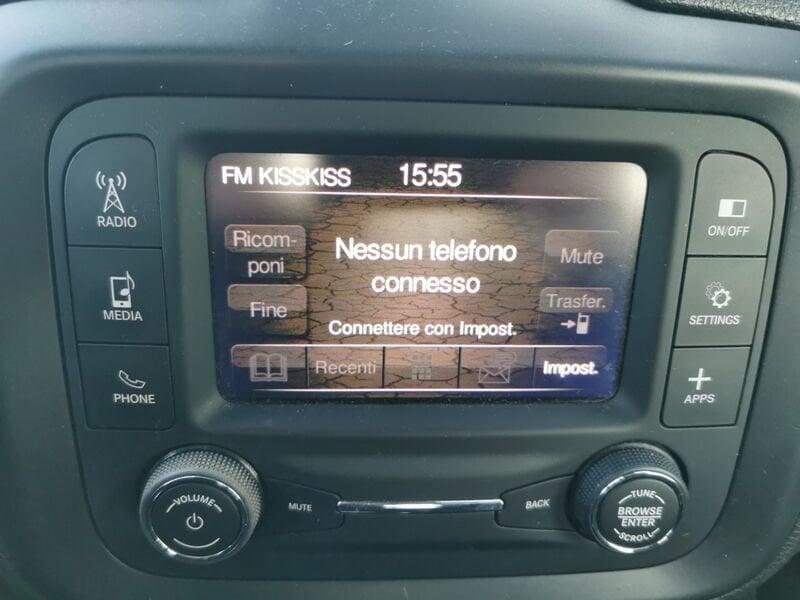 FM KISSKISS 15:55
RADIO
MEDIA
PHONE
Ricom-
poni
Fine
Nessun telefono
connesso
Connettere con Impost.
Mute
Trasfer.
Recenti
Impost.
ON/OFF
SETTINGS
APPS
VOLUME
MUTE
BACK
TUNE
BROWSE
ENTER
SCROLL